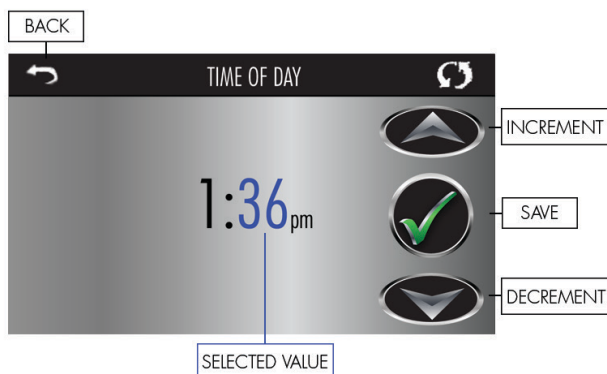 BACK
TIME OF DAY
INCREMENT
1:36pm
SAVE
DECREMENT
SELECTED VALUE